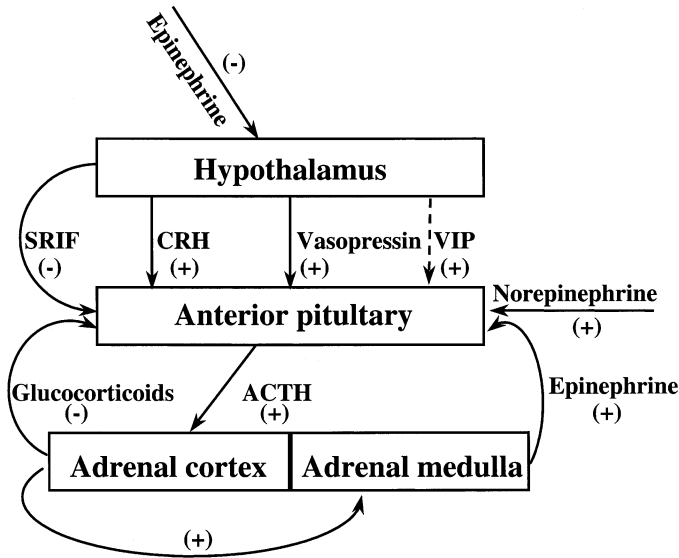 Epinephrine
(-)
Hypothalamus
SRIF
(-)
CRH
(+)
Vasopressin
(+)
VIP
(+)
Anterior pitultary
Norepinephrine
(+)
Glucocorticoids
(-)
ACTH
(+)
Epinephrine
(+)
Adrenal cortex
Adrenal medulla
(+)